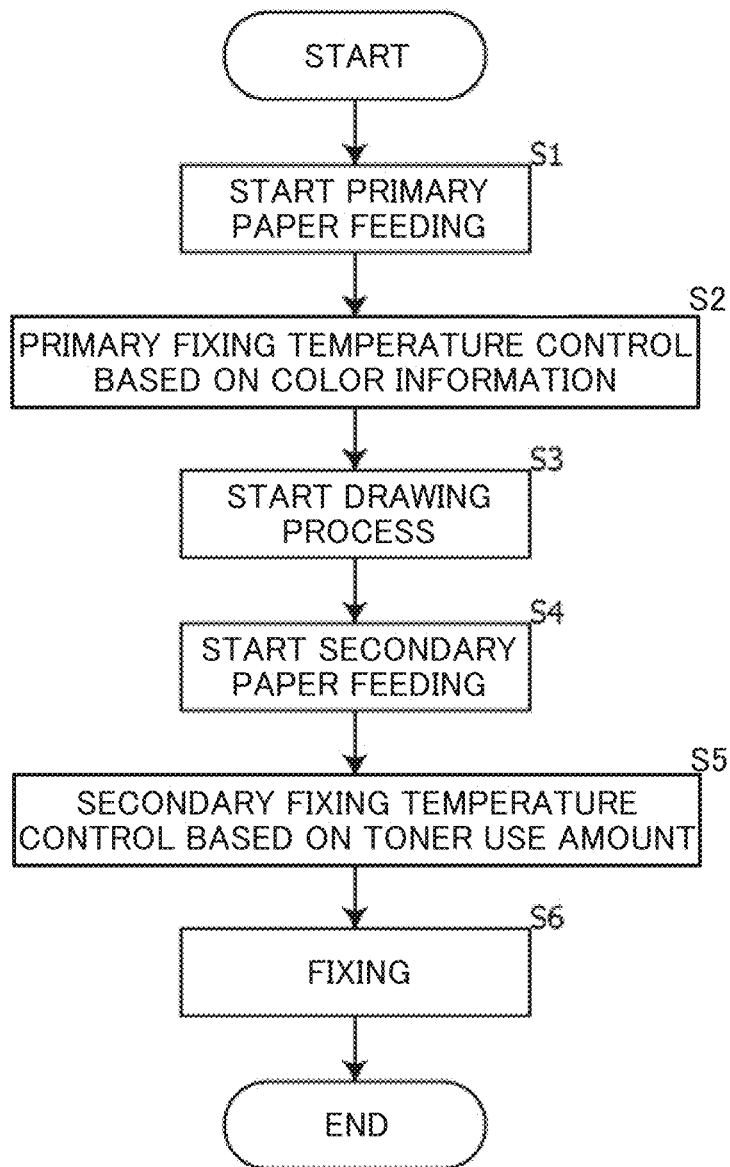 START
S1
START PRIMARY
PAPER FEEDING
S2
PRIMARY FIXING TEMPERATURE CONTROL
BASED ON COLOR INFORMATION
S3
START DRAWING
PROCESS
S4
START SECONDARY
PAPER FEEDING
S5
SECONDARY FIXING TEMPERATURE
CONTROL BASED ON TONER USE AMOUNT
S6
FIXING
END